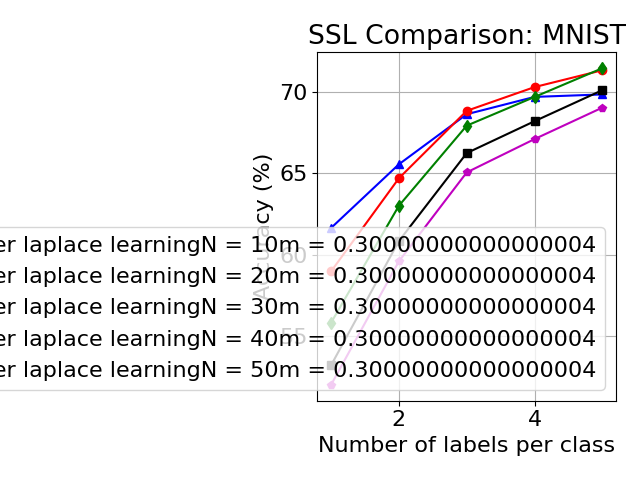 SSL Comparison: MNIST
70
65
60
55
Accuracy (%)
er laplace learningN = 10m = 0.30000000000000004
er laplace learningN = 20m = 0.30000000000000004
er laplace learningN = 30m = 0.30000000000000004
er laplace learningN = 40m = 0.30000000000000004
er laplace learningN = 50m = 0.30000000000000004
2 4
Number of labels per class